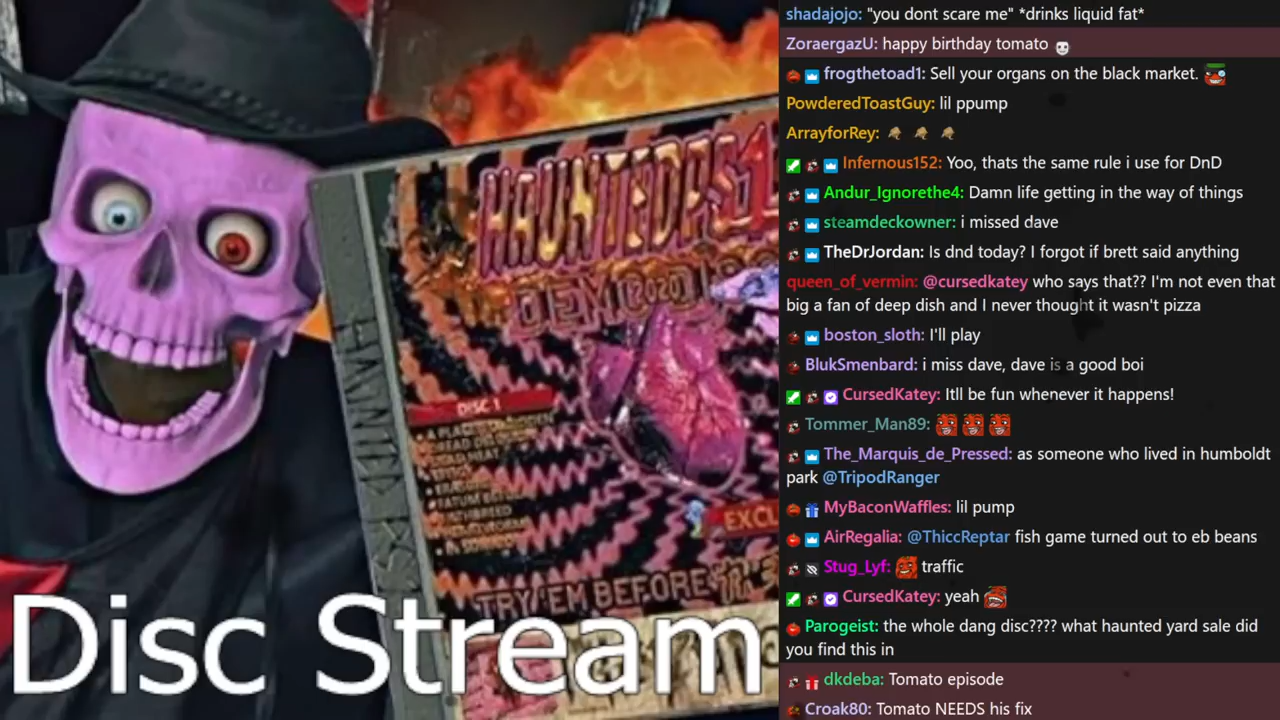 HAUNTEDPS1
DEMO DISC
2020
HAUNTED PS1
DISC 1
EXCL
TRY 'EM BEFORE
Disc Stream
shadajojo: "you dont scare me" *drinks liquid fat*
ZoraergazU: happy birthday tomato
frogthetoad1: Sell your organs on the black market.
PowderedToastGuy: lil ppump
ArrayforRey:
Infernous152: Yoo, thats the same rule i use for DnD
Andur_Ignorethe4: Damn life getting in the way of things
steamdeckowner: i missed dave
TheDrJordan: Is dnd today? I forgot if brett said anything
queen_of_vermin: @cursedkatey who says that?? I'm not even that
big a fan of deep dish and I never thought it wasn't pizza
boston_sloth: I'll play
BlukSmenbard: i miss dave, dave is a good boi
CursedKatey: Itll be fun whenever it happens!
Tommer_Man89:
The_Marquis_de_Pressed: as someone who lived in humboldt
park @TripodRanger
MyBaconWaffles: lil pump
AirRegalia: @ThiccReptar fish game turned out to eb beans
Stug_Lyf: traffic
CursedKatey: yeah
Parogeist: the whole dang disc???? what haunted yard sale did
you find this in
dkdeba: Tomato episode
Croak80: Tomato NEEDS his fix